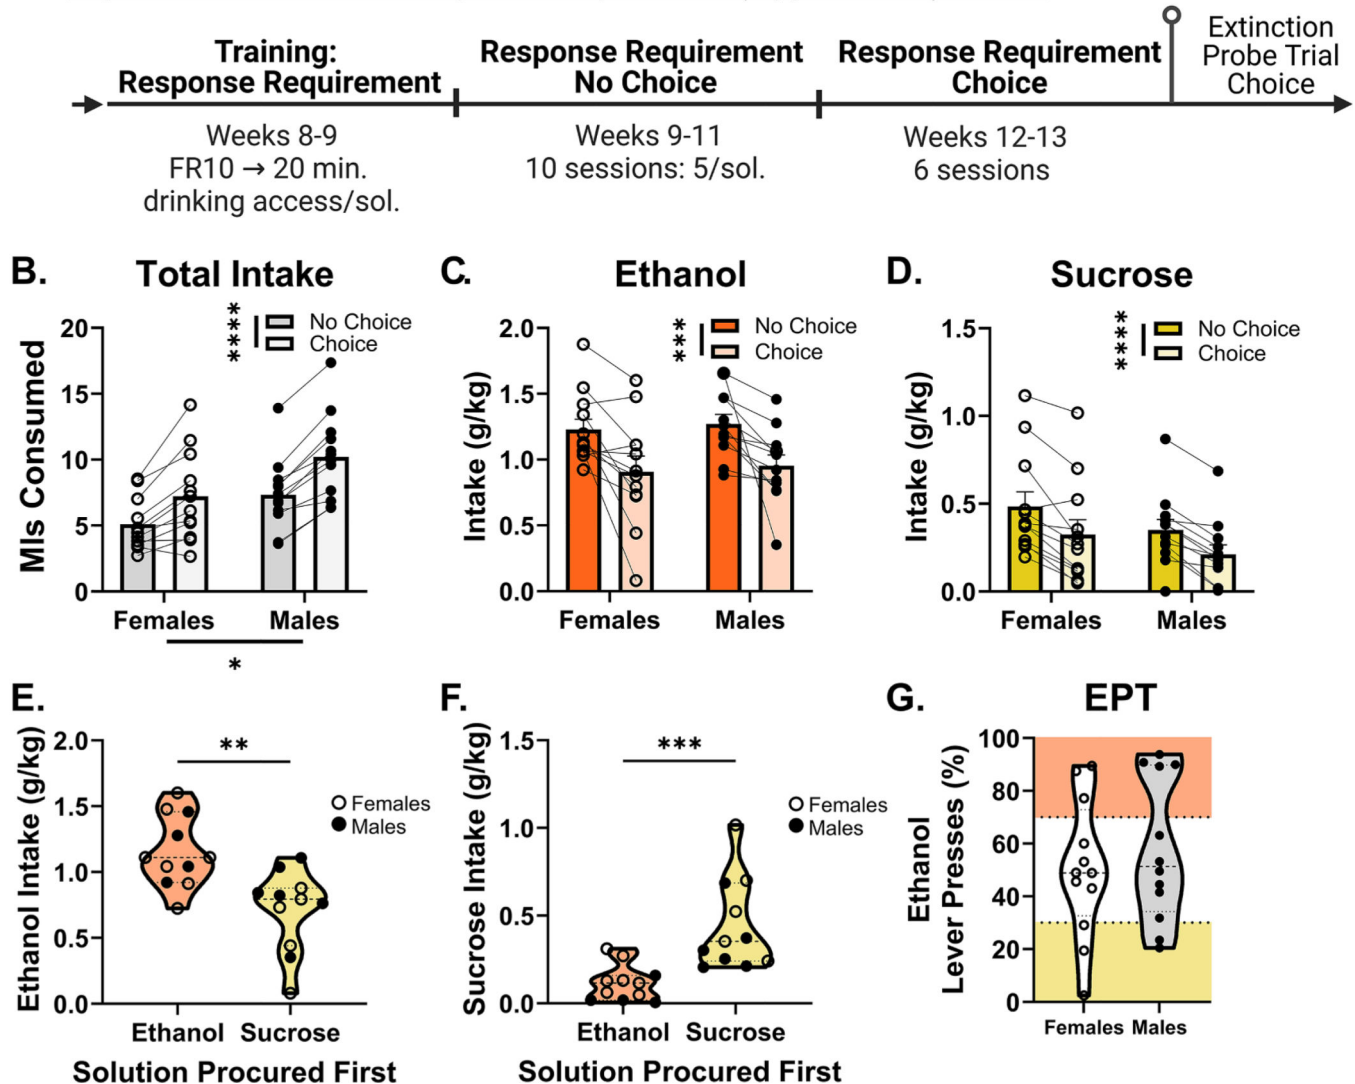 Training:
Response Requirement
Response Requirement
No Choice
Response Requirement
Choice
Extinction
Probe Trial
Choice
Weeks 8-9
FR10 → 20 min.
drinking access/sol.
Weeks 9-11
10 sessions: 5/sol.
Weeks 12-13
6 sessions
B. Total Intake
****
No Choice
Choice
Mls Consumed
20
15
10
5
0
Females Males
*
C. Ethanol
***
No Choice
Choice
Intake (g/kg)
2.0
1.5
1.0
0.5
0.0
Females Males
D. Sucrose
****
No Choice
Choice
Intake (g/kg)
1.5
1.0
0.5
0.0
Females Males
E.
**
Females
Males
Ethanol Intake (g/kg)
2.0
1.5
1.0
0.5
0.0
Ethanol Sucrose
Solution Procured First
F.
***
Females
Males
Sucrose Intake (g/kg)
1.5
1.0
0.5
0.0
Ethanol Sucrose
Solution Procured First
G. EPT
Ethanol
Lever Presses (%)
100
80
60
40
20
0
Females Males